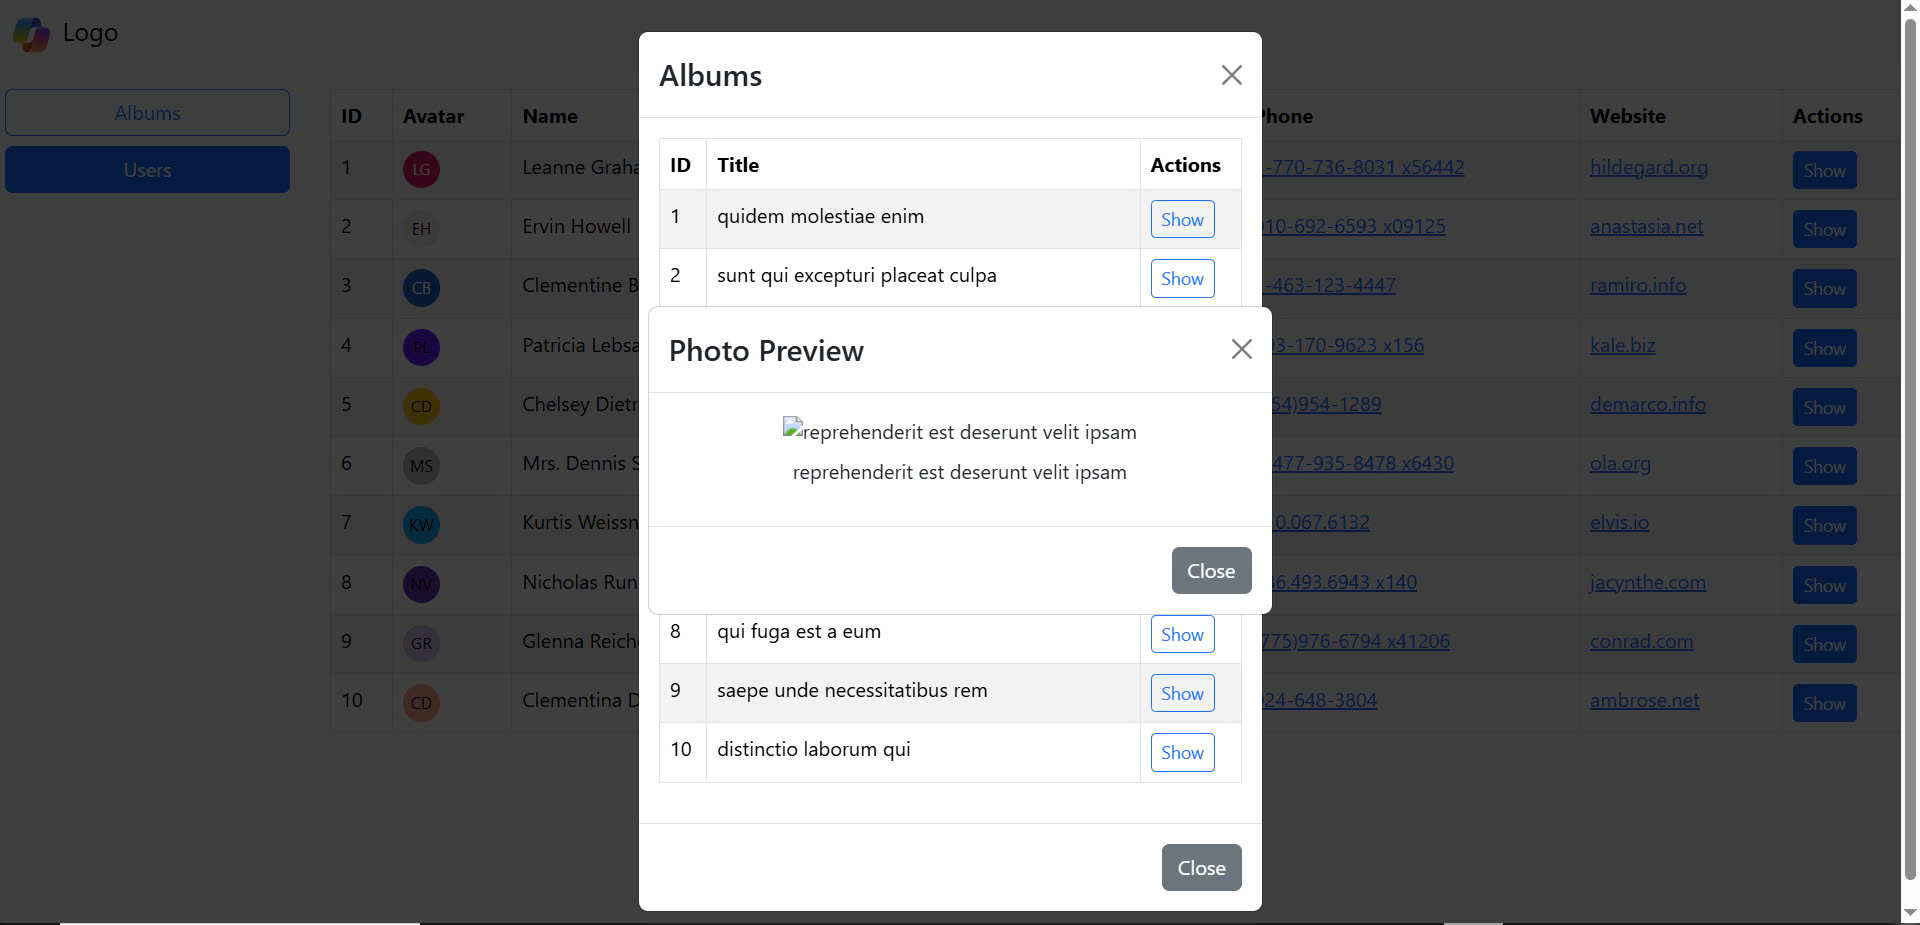 Logo
Albums
Users
ID Avatar Name Phone Website Actions
1 LG Leanne Graha -770-736-8031 x56442 hildegard.org Show
2 EH Ervin Howell 10-692-6593 x09125 anastasia.net Show
3 CB Clementine B -463-123-4447 ramiro.info Show
4 PL Patricia Lebsa 93-170-9623 x156 kale.biz Show
5 CD Chelsey Dietr 54)954-1289 demarco.info Show
6 MS Mrs. Dennis S 477-935-8478 x6430 ola.org Show
7 KW Kurtis Weissn 0.067.6132 elvis.io Show
8 NV Nicholas Run 86.493.6943 x140 jacynthe.com Show
9 GR Glenna Reiche 775)976-6794 x41206 conrad.com Show
10 CD Clementina D 24-648-3804 ambrose.net Show
Albums
ID Title Actions
1 quidem molestiae enim Show
2 sunt qui excepturi placeat culpa Show
Photo Preview
reprehenderit est deserunt velit ipsam
reprehenderit est deserunt velit ipsam
Close
8 qui fuga est a eum Show
9 saepe unde necessitatibus rem Show
10 distinctio laborum qui Show
Close